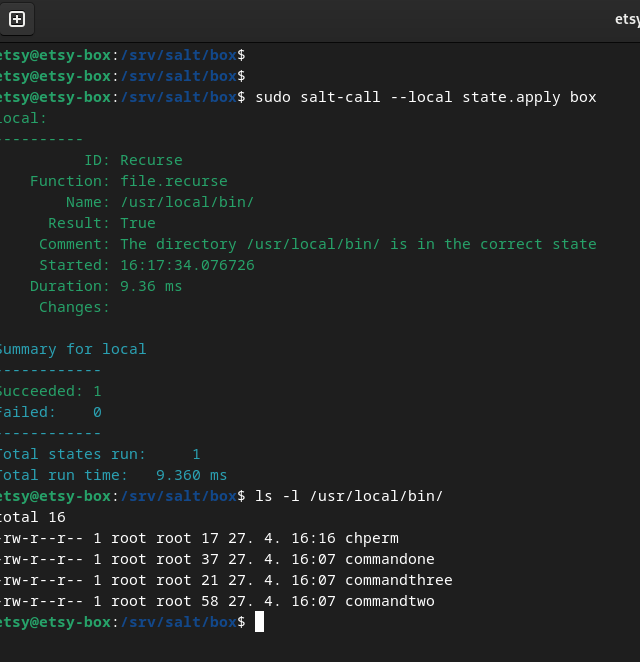 etsy
etsy@etsy-box:/srv/salt/box$
etsy@etsy-box:/srv/salt/box$
etsy@etsy-box:/srv/salt/box$ sudo salt-call --local state.apply box
local:
----------
          ID: Recurse
    Function: file.recurse
        Name: /usr/local/bin/
      Result: True
     Comment: The directory /usr/local/bin/ is in the correct state
     Started: 16:17:34.076726
    Duration: 9.36 ms
     Changes:
Summary for local
------------
Succeeded: 1
Failed:    0
------------
Total states run:     1
Total run time:   9.360 ms
etsy@etsy-box:/srv/salt/box$ ls -l /usr/local/bin/
total 16
-rw-r--r-- 1 root root 17 27. 4. 16:16 chperm
-rw-r--r-- 1 root root 37 27. 4. 16:07 commandone
-rw-r--r-- 1 root root 21 27. 4. 16:07 commandthree
-rw-r--r-- 1 root root 58 27. 4. 16:07 commandtwo
etsy@etsy-box:/srv/salt/box$